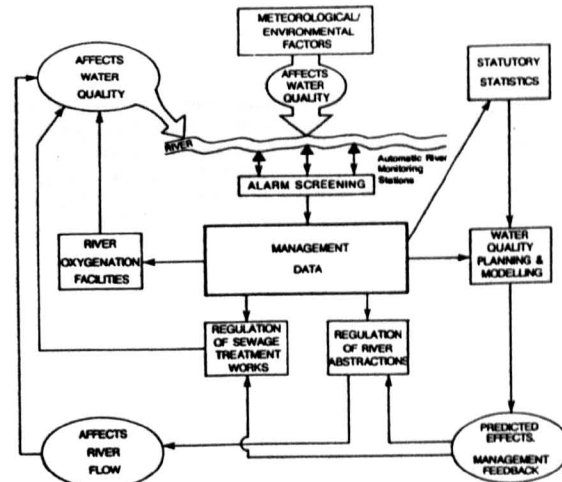 METEOROLOGICAL/
ENVIRONMENTAL
FACTORS
AFFECTS
WATER
QUALITY
AFFECTS
WATER
QUALITY
STATUTORY
STATISTICS
RIVER
Automatic River
Monitoring
Stations
ALARM SCREENING
RIVER
OXYGENATION
FACILITIES
MANAGEMENT
DATA
WATER
QUALITY
PLANNING &
MODELLING
REGULATION
OF SEWAGE
TREATMENT
WORKS
REGULATION
OF RIVER
ABSTRACTIONS
AFFECTS
RIVER
FLOW
PREDICTED
EFFECTS.
MANAGEMENT
FEEDBACK